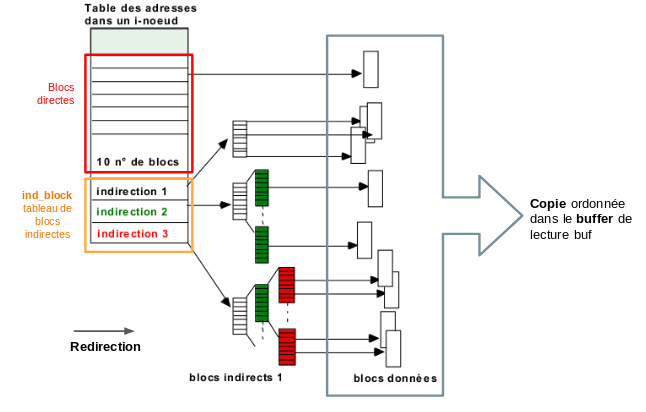 Table des adresses
dans un i-noeud
Blocs
directes
10 n° de blocs
ind_block
tableau de
blocs
indirectes
indirection 1
indirection 2
indirection 3
Copie ordonnée
dans le buffer de
lecture buf
Redirection
blocs indirects 1
blocs données